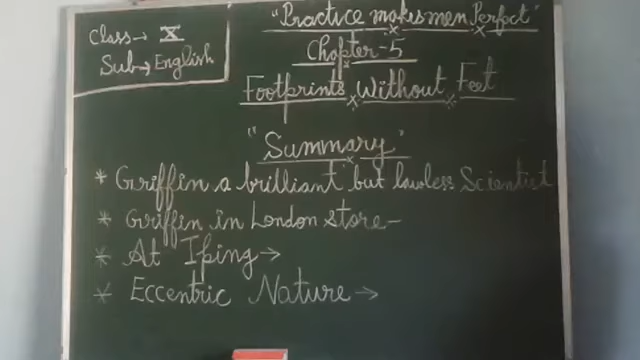 "Practice makes men Perfect"
Class → X
Sub → English
Chapter-5
Footprints Without Feet
"Summary"
* Griffin a brilliant but lawless Scientist
* Griffin in London store-
* At Iping →
* Eccentric Nature →